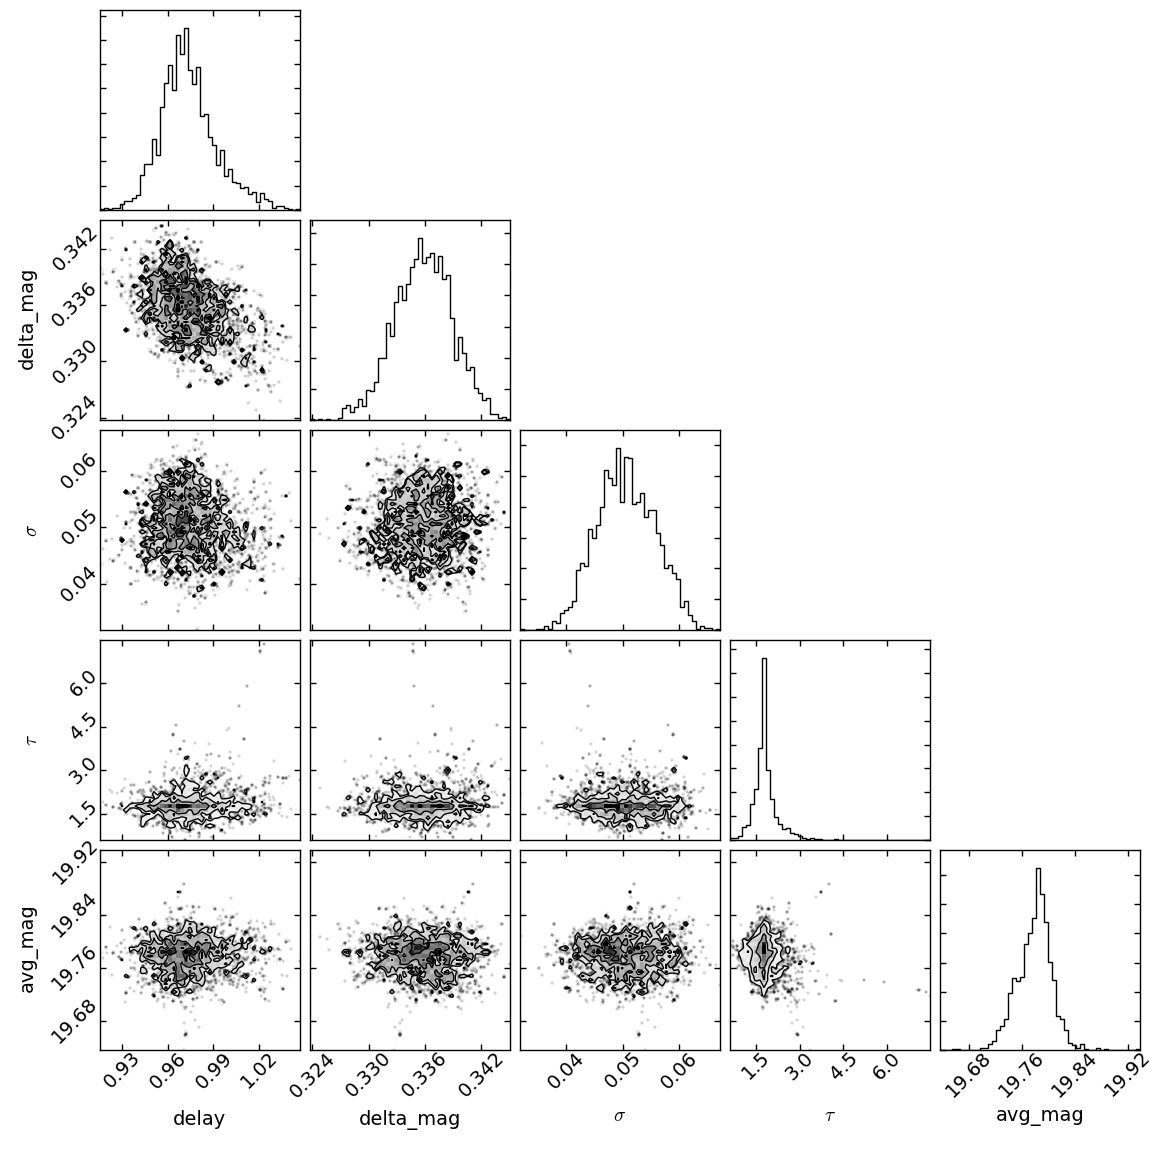 delta_mag
0.342
0.336
0.330
0.324
σ
0.06
0.05
0.04
τ
6.0
4.5
3.0
1.5
avg_mag
19.92
19.84
19.76
19.68
0.93 0.96 0.99 1.02
0.324 0.330 0.336 0.342
0.04 0.05 0.06
1.5 3.0 4.5 6.0
19.68 19.76 19.84 19.92
delay delta_mag σ τ avg_mag